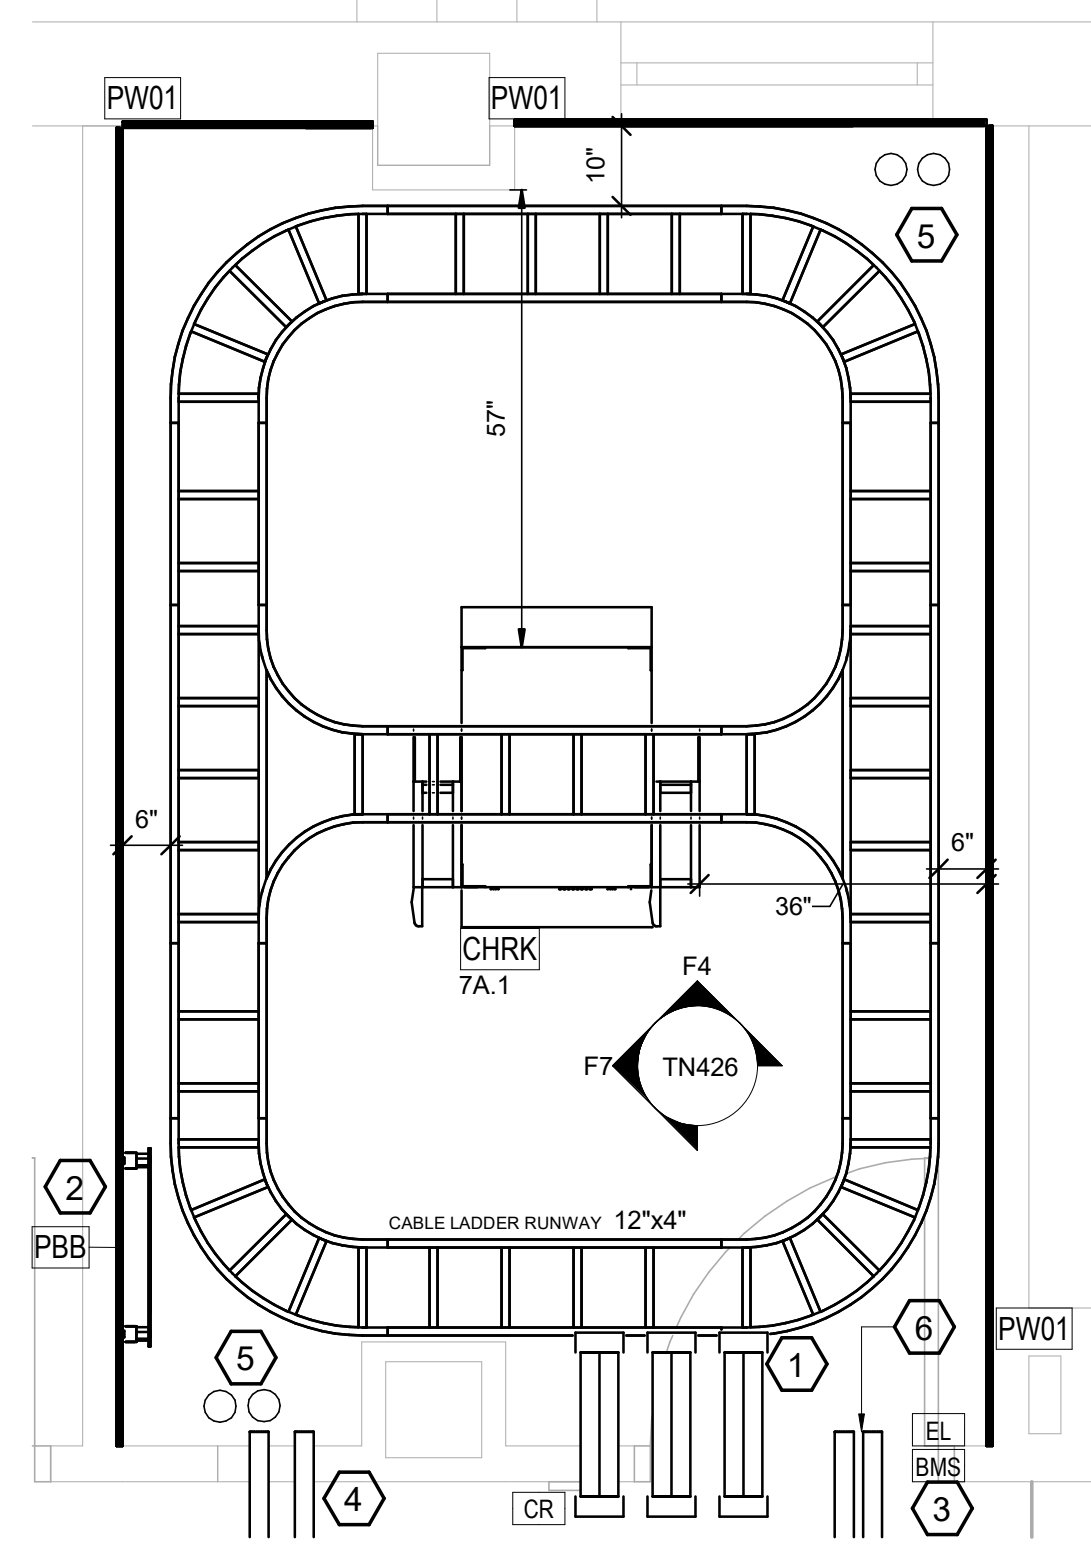 PW01
PW01
10"
5
57"
6"
6"
36"
CHRK
7A.1
F4
F7
TN426
2
PBB
CABLE LADDER RUNWAY 12"x4"
6
PW01
5
1
EL
BMS
4
CR
3